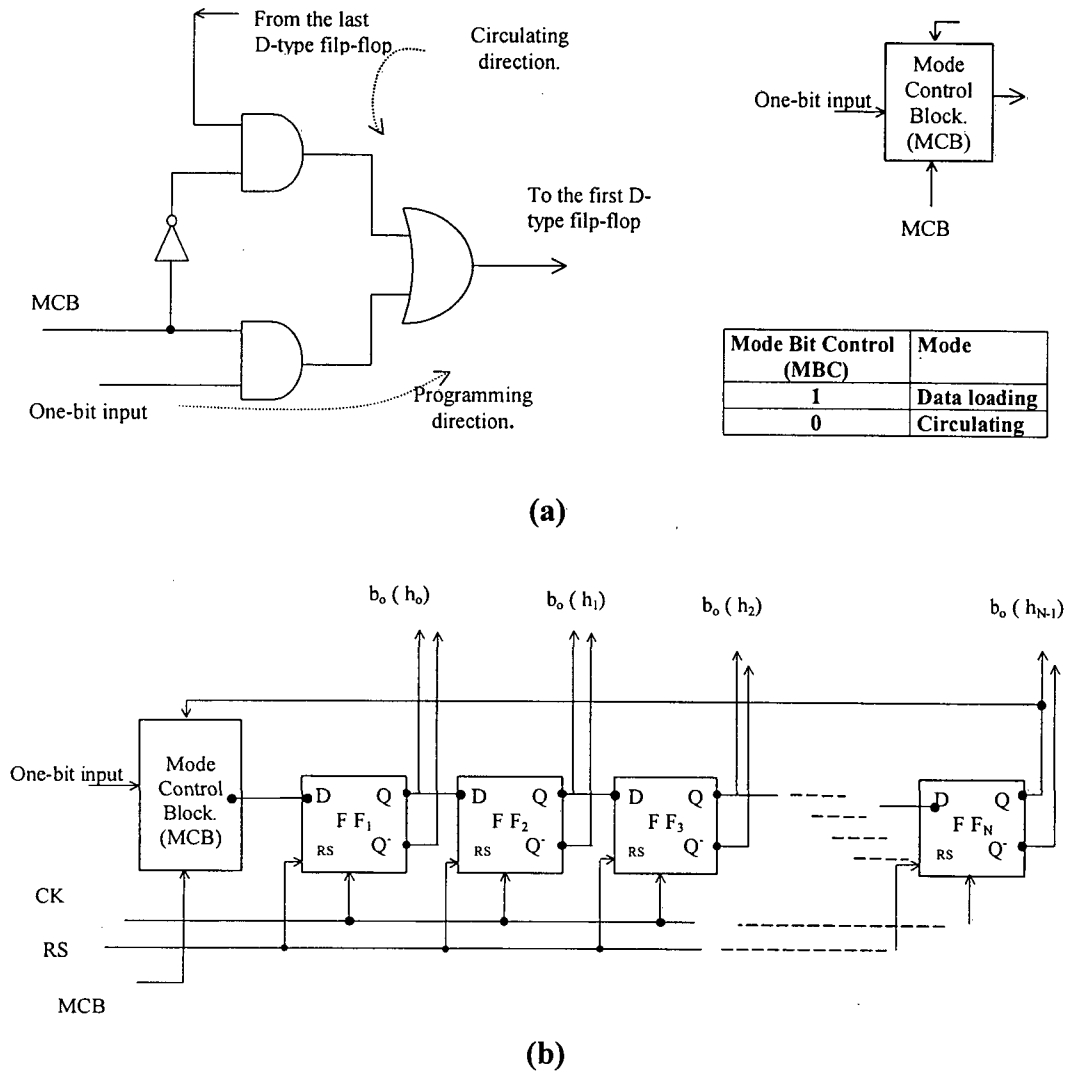 From the last
D-type filp-flop
Circulating
direction.
To the first D-
type filp-flop
MCB
One-bit input
Programming
direction.
Mode
Control
Block.
(MCB)
One-bit input
MCB
Mode Bit Control
(MBC)
Mode
1
Data loading
0
Circulating
(a)
b₀ ( h₀)
b₀ ( h₁)
b₀ ( h₂)
b₀ ( h_N-1)
One-bit input
Mode
Control
Block.
(MCB)
D Q
F F₁
RS Q⁻
D Q
F F₂
RS Q⁻
D Q
F F₃
RS Q⁻
D Q
F F_N
RS Q⁻
CK
RS
MCB
(b)